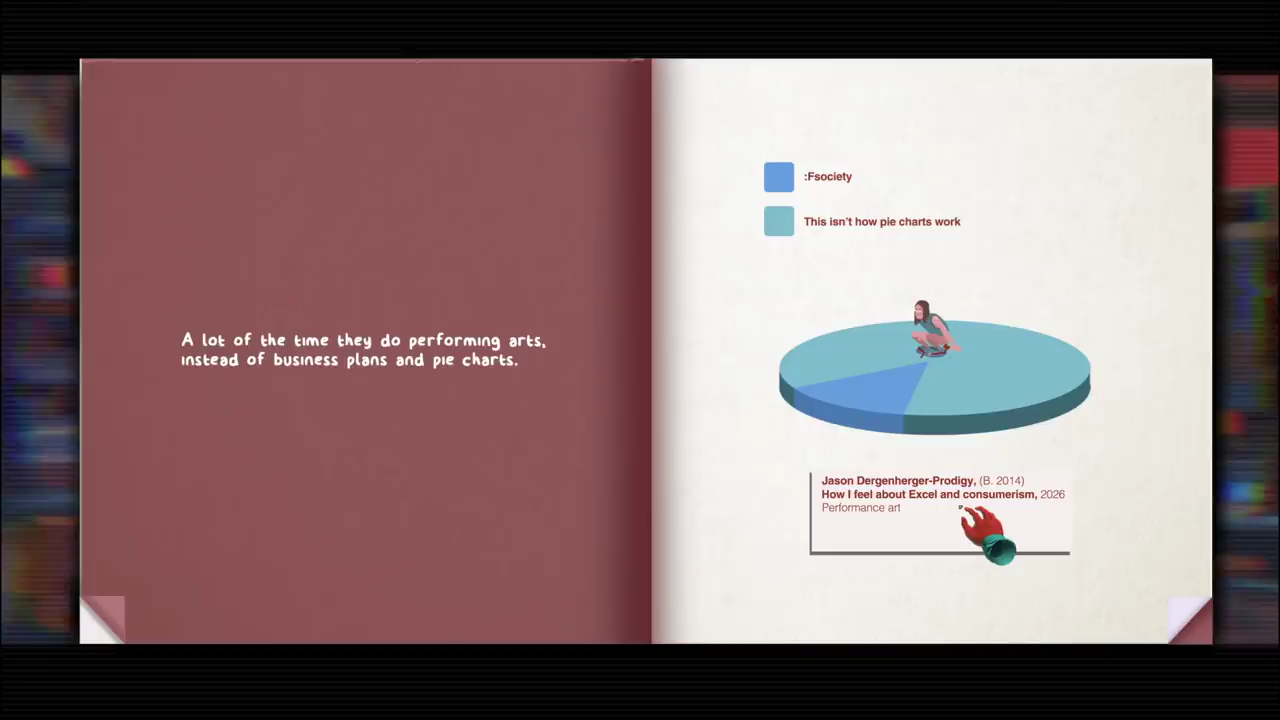 A lot of the time they do performing arts,
instead of business plans and pie charts.
:Fsociety
This isn't how pie charts work
Jason Dergenherger-Prodigy, (B. 2014)
How I feel about Excel and consumerism, 2026
Performance art